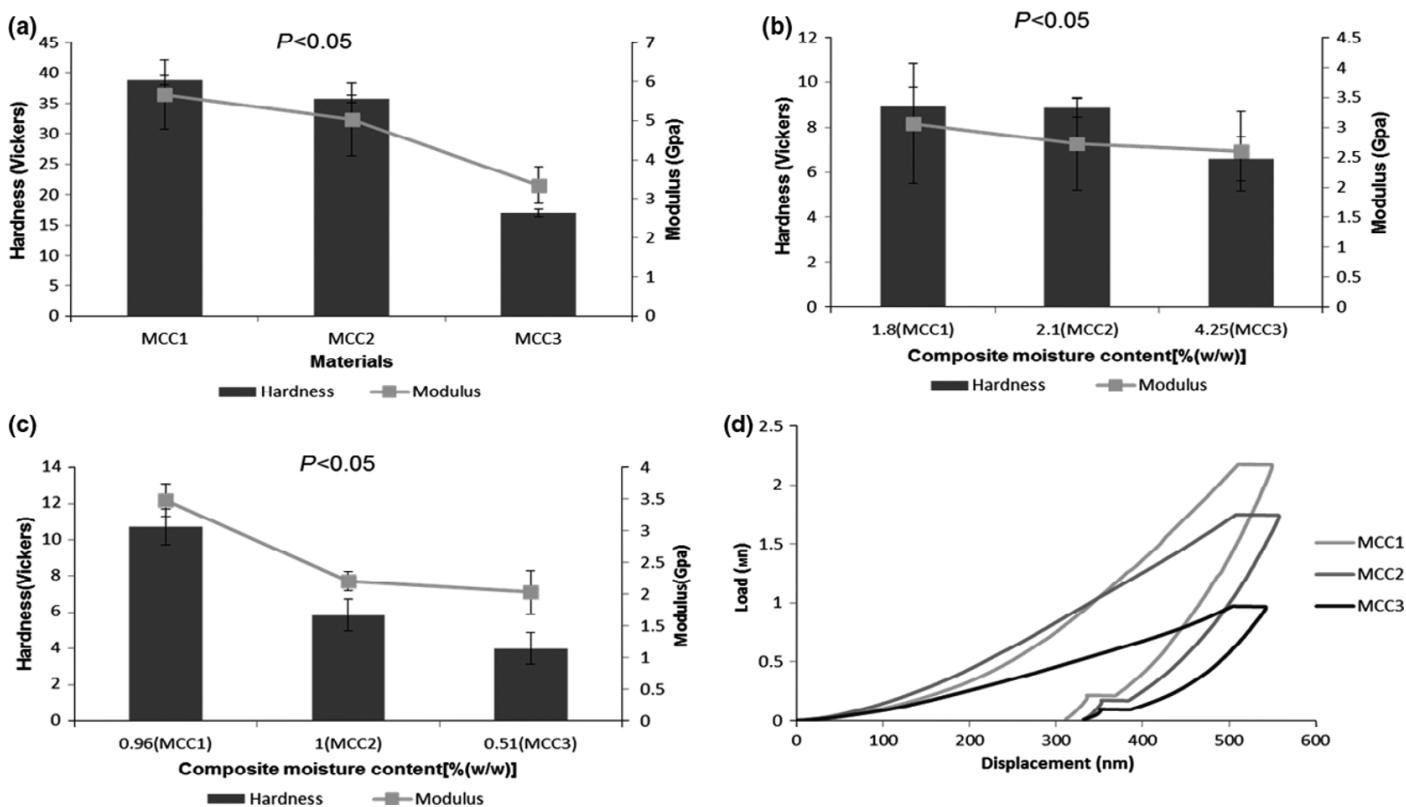 (a)
P<0.05
45
40
35
30
25
20
15
10
5
0
Hardness (Vickers)
7
6
5
4
3
2
1
0
Modulus (Gpa)
MCC1 MCC2 MCC3
Materials
Hardness Modulus
(b)
P<0.05
12
10
8
6
4
2
0
Hardness (Vickers)
4.5
4
3.5
3
2.5
2
1.5
1
0.5
0
Modulus (Gpa)
1.8(MCC1) 2.1(MCC2) 4.25(MCC3)
Composite moisture content[%(w/w)]
Hardness Modulus
(c)
P<0.05
14
12
10
8
6
4
2
0
Hardness(Vickers)
4
3.5
3
2.5
2
1.5
1
0.5
0
Modulus(Gpa)
0.96(MCC1) 1(MCC2) 0.51(MCC3)
Composite moisture content[%(w/w)]
Hardness Modulus
(d)
2.5
2
1.5
1
0.5
0
Load (мn)
0 100 200 300 400 500 600
Displacement (nm)
MCC1
MCC2
MCC3